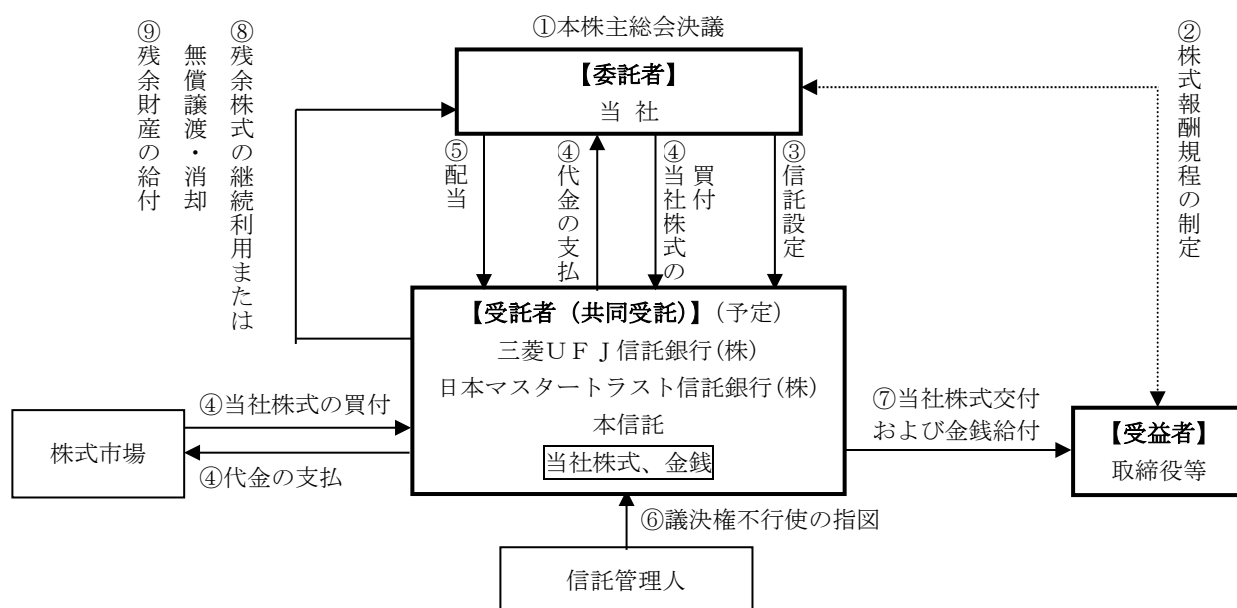 ①本株主総会決議
【委託者】
当 社
⑨残余財産の給付
⑧残余株式の継続利用または
無償譲渡・消却
②株式報酬規程の制定
⑤配当
④代金の支払
④当社株式の
買付
③信託設定
【受託者（共同受託）】(予定)
三菱ＵＦＪ信託銀行(株)
日本マスタートラスト信託銀行(株)
本信託
当社株式、金銭
④当社株式の買付
株式市場
④代金の支払
⑦当社株式交付
および金銭給付
【受益者】
取締役等
⑥議決権不行使の指図
信託管理人